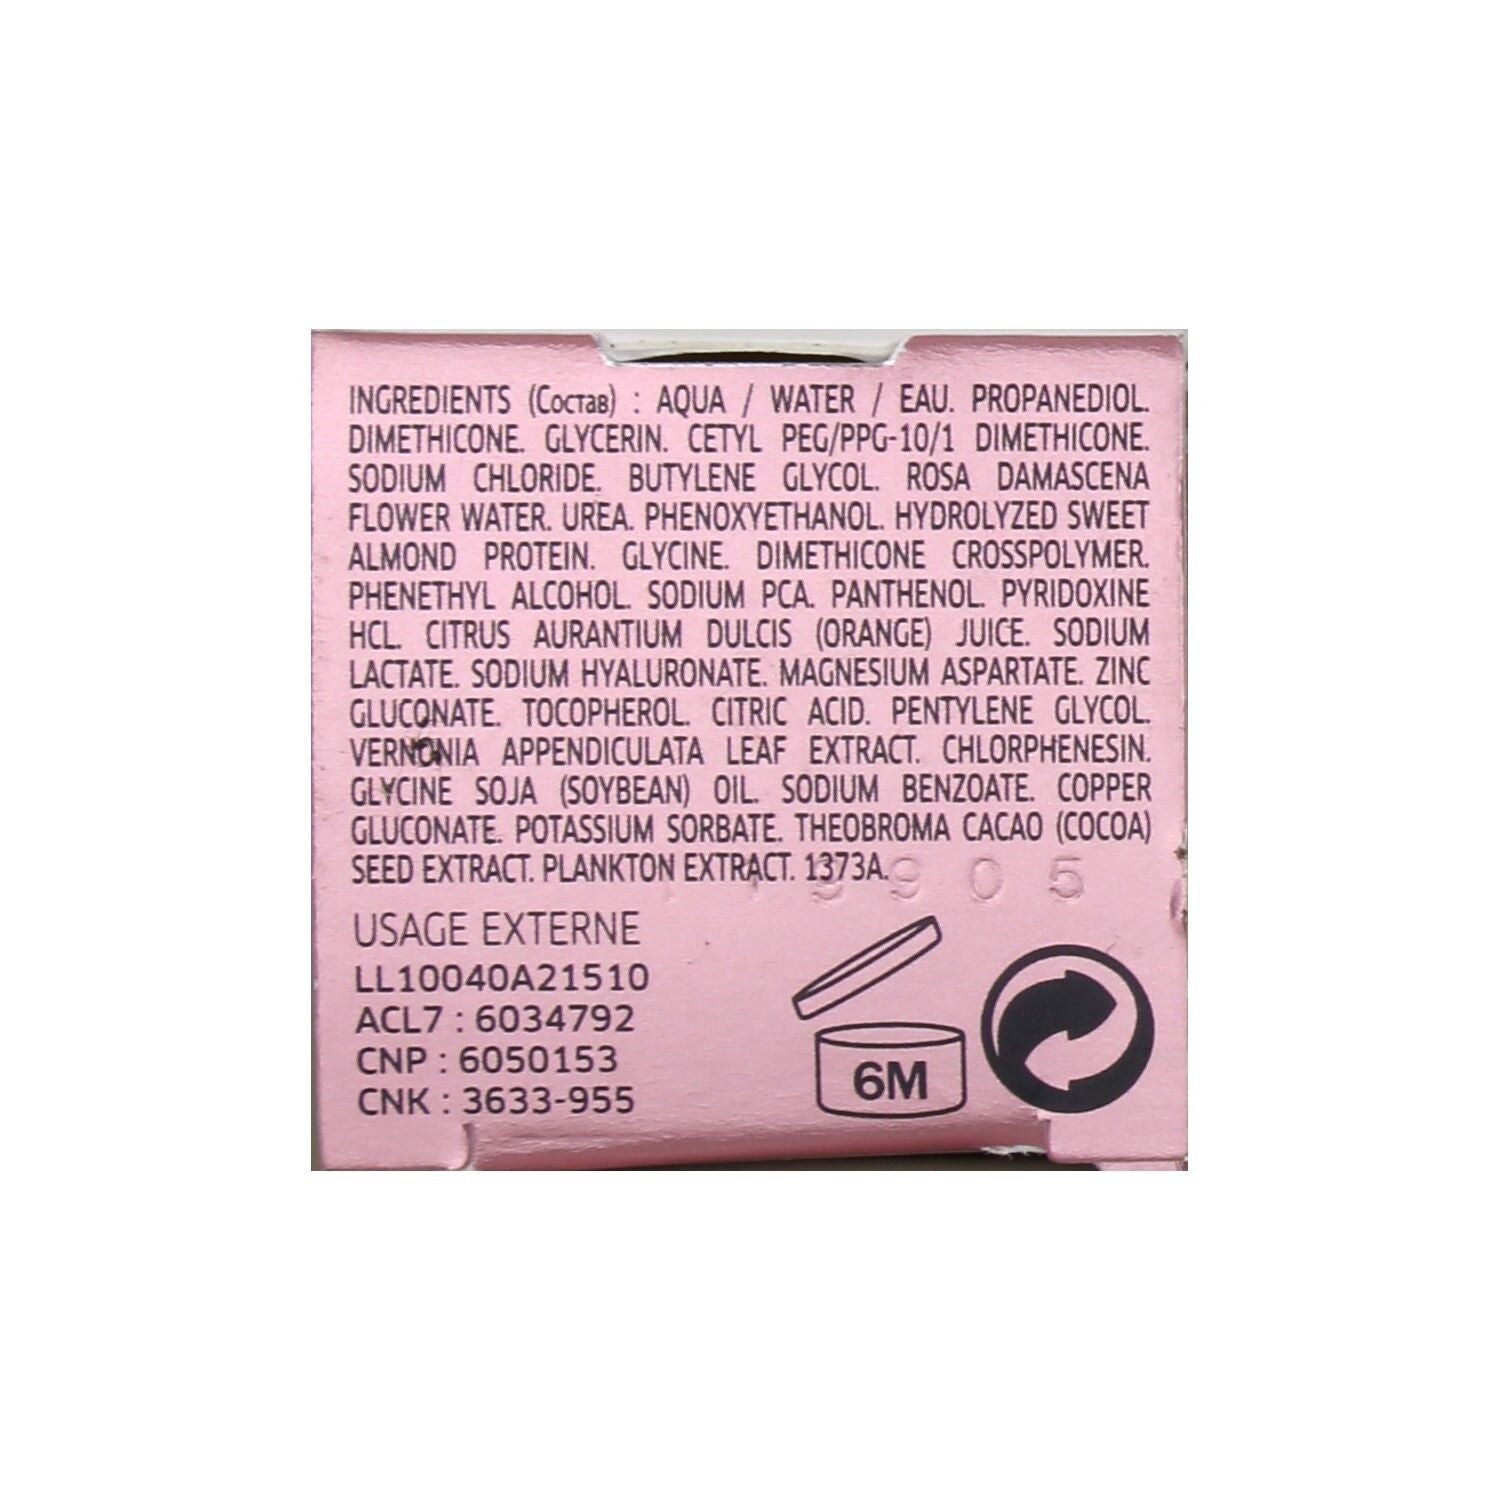 INGREDIENTS (Состав) : AQUA / WATER / EAU. PROPANEDIOL.
DIMETHICONE. GLYCERIN. CETYL PEG/PPG-10/1 DIMETHICONE.
SODIUM CHLORIDE. BUTYLENE GLYCOL. ROSA DAMASCENA
FLOWER WATER. UREA. PHENOXYETHANOL. HYDROLYZED SWEET
ALMOND PROTEIN. GLYCINE. DIMETHICONE CROSSPOLYMER.
PHENETHYL ALCOHOL. SODIUM PCA. PANTHENOL. PYRIDOXINE
HCL. CITRUS AURANTIUM DULCIS (ORANGE) JUICE. SODIUM
LACTATE. SODIUM HYALURONATE. MAGNESIUM ASPARTATE. ZINC
GLUCONATE. TOCOPHEROL. CITRIC ACID. PENTYLENE GLYCOL.
VERNONIA APPENDICULATA LEAF EXTRACT. CHLORPHENESIN.
GLYCINE SOJA (SOYBEAN) OIL. SODIUM BENZOATE. COPPER
GLUCONATE. POTASSIUM SORBATE. THEOBROMA CACAO (COCOA)
SEED EXTRACT. PLANKTON EXTRACT. 1373A.
USAGE EXTERNE
LL10040A21510
ACL7 : 6034792
CNP : 6050153
CNK : 3633-955
6M